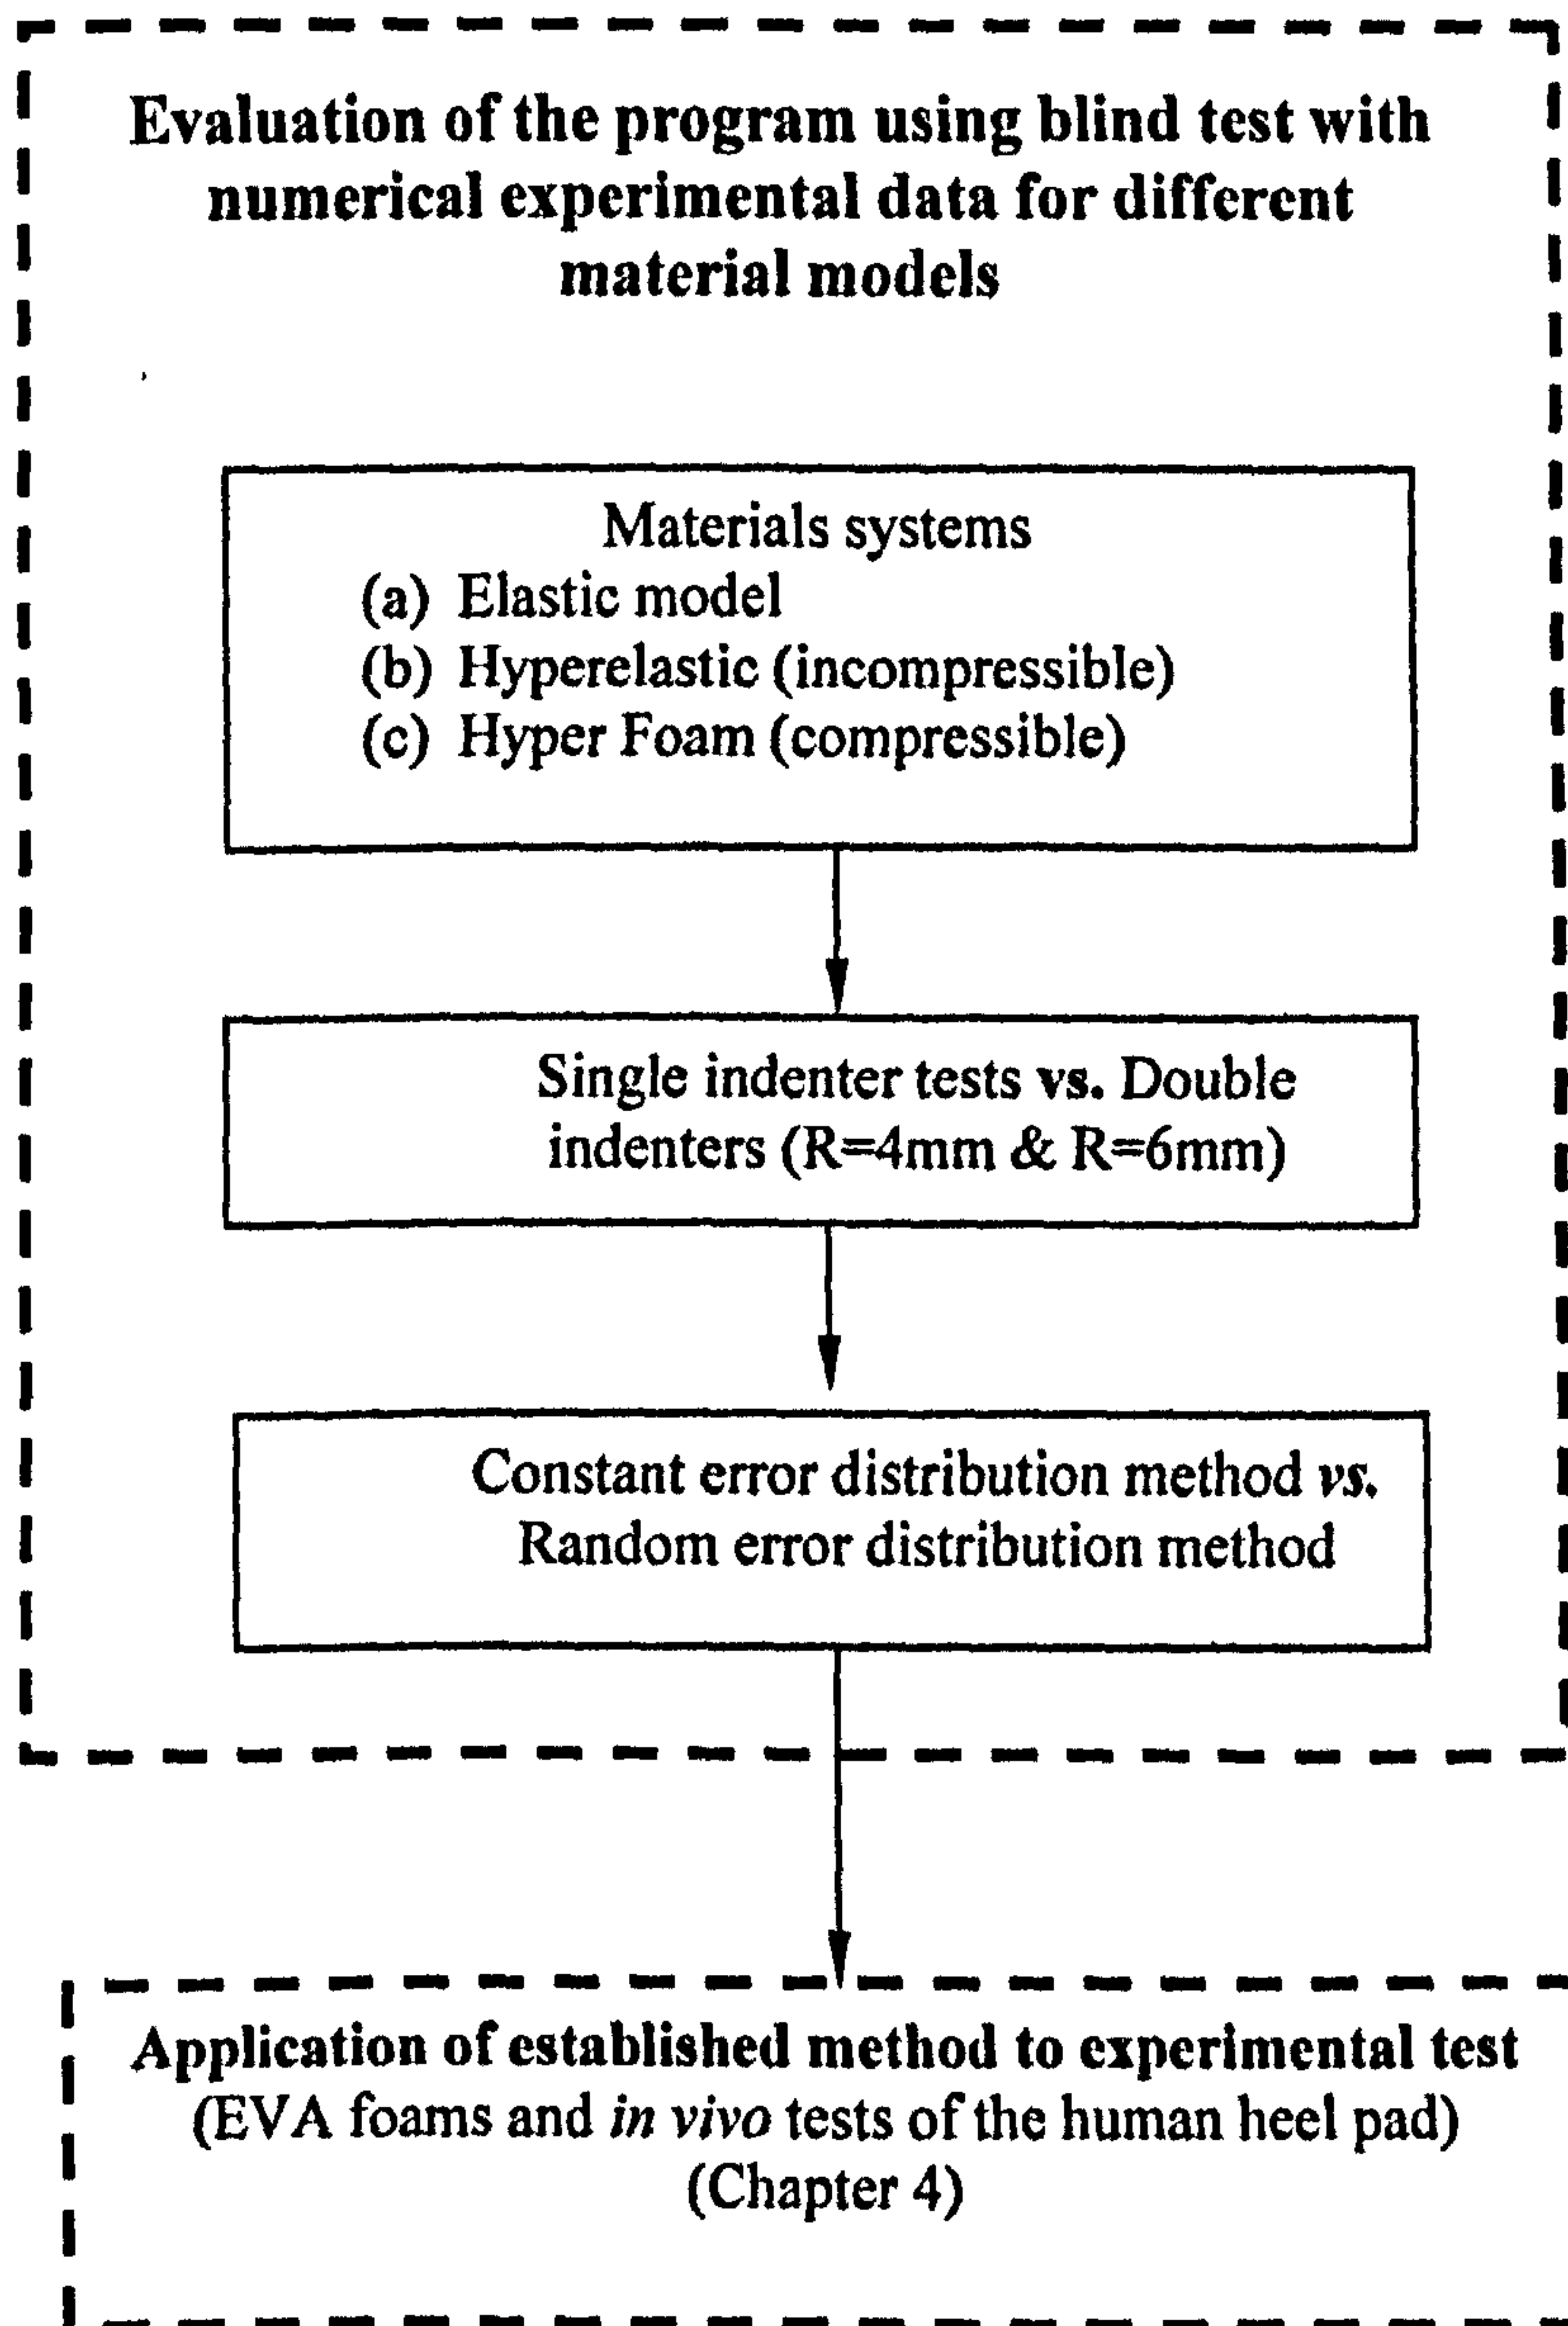 Evaluation of the program using blind test with
numerical experimental data for different
material models
Materials systems
(a) Elastic model
(b) Hyperelastic (incompressible)
(c) Hyper Foam (compressible)
Single indenter tests vs. Double
indenters (R=4mm & R=6mm)
Constant error distribution method vs.
Random error distribution method
Application of established method to experimental test
(EVA foams and in vivo tests of the human heel pad)
(Chapter 4)